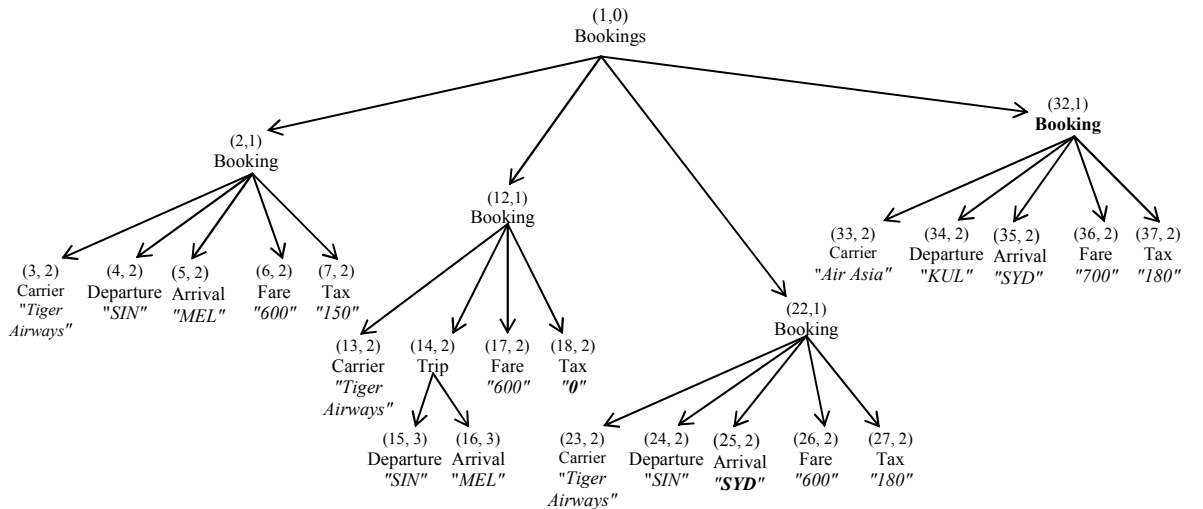 (1,0)
Bookings
(2,1)
Booking
(3, 2)
Carrier
"Tiger
Airways"
(4, 2)
Departure
"SIN"
(5, 2)
Arrival
"MEL"
(6, 2)
Fare
"600"
(7, 2)
Tax
"150"
(12,1)
Booking
(13, 2)
Carrier
"Tiger
Airways"
(14, 2)
Trip
(15, 3)
Departure
"SIN"
(16, 3)
Arrival
"MEL"
(17, 2)
Fare
"600"
(18, 2)
Tax
"0"
(22,1)
Booking
(23, 2)
Carrier
"Tiger
Airways"
(24, 2)
Departure
"SIN"
(25, 2)
Arrival
"SYD"
(26, 2)
Fare
"600"
(27, 2)
Tax
"180"
(32,1)
Booking
(33, 2)
Carrier
"Air Asia"
(34, 2)
Departure
"KUL"
(35, 2)
Arrival
"SYD"
(36, 2)
Fare
"700"
(37, 2)
Tax
"180"